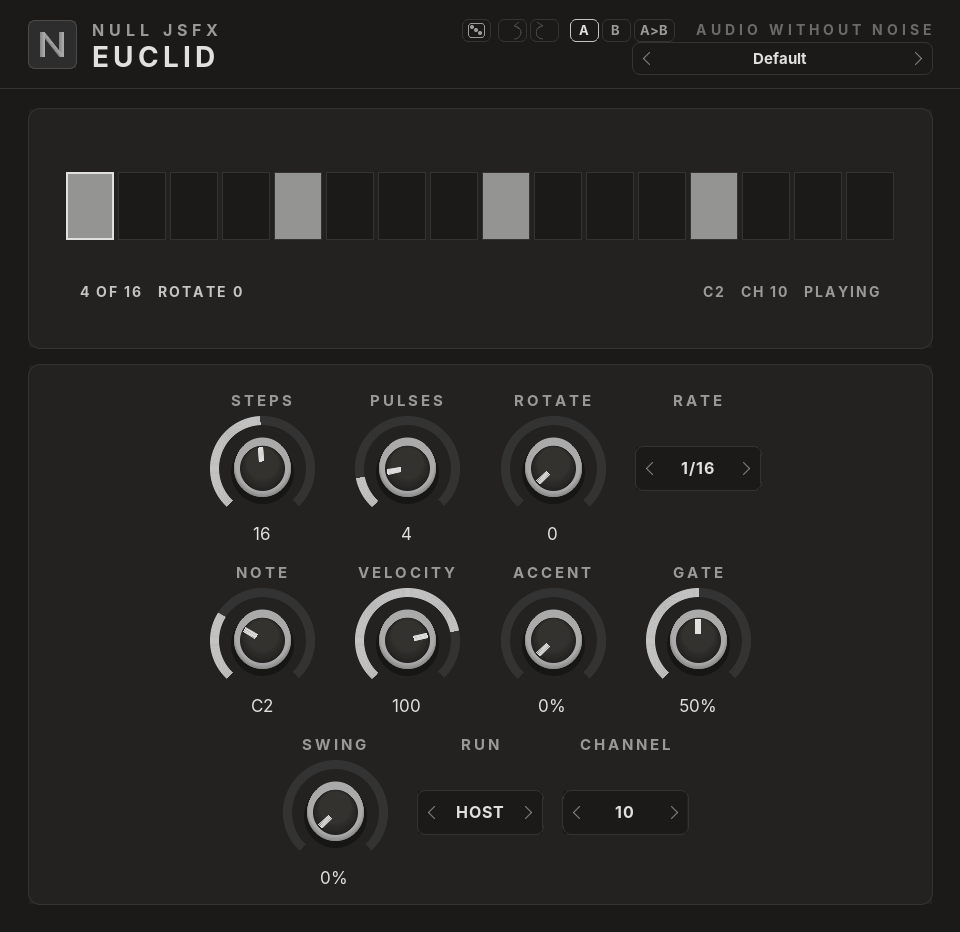 N
NULL JSFX
EUCLID
A B A>B
AUDIO WITHOUT NOISE
Default
4 OF 16 ROTATE 0
C2 CH 10 PLAYING
STEPS PULSES ROTATE RATE
1/16
16 4 0
NOTE VELOCITY ACCENT GATE
C2 100 0% 50%
SWING RUN CHANNEL
HOST 10
0%